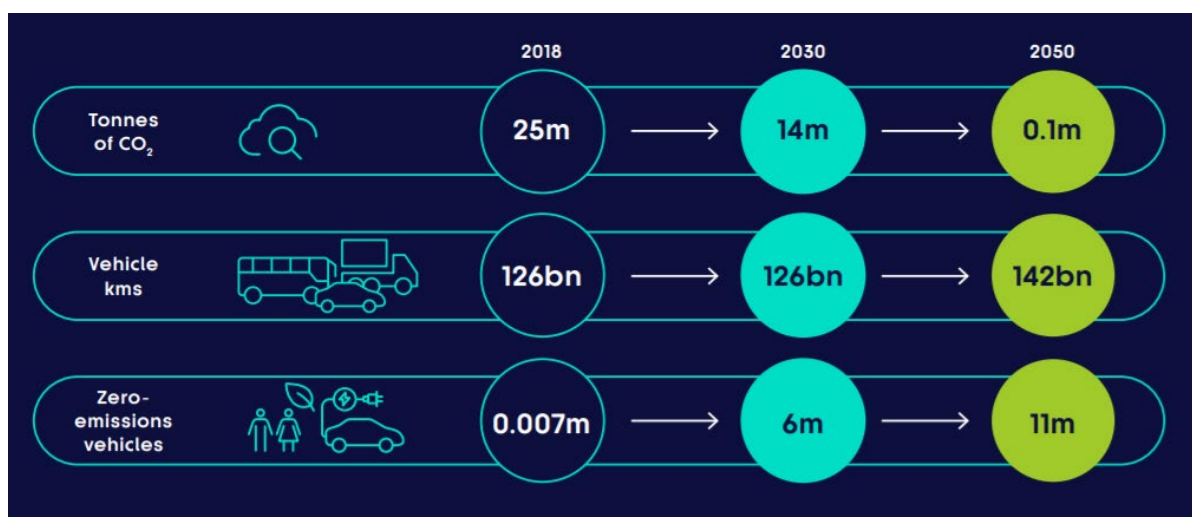 2018 2030 2050
Tonnes
of CO₂
25m 14m 0.1m
Vehicle
kms
126bn 126bn 142bn
Zero-
emissions
vehicles
0.007m 6m 11m